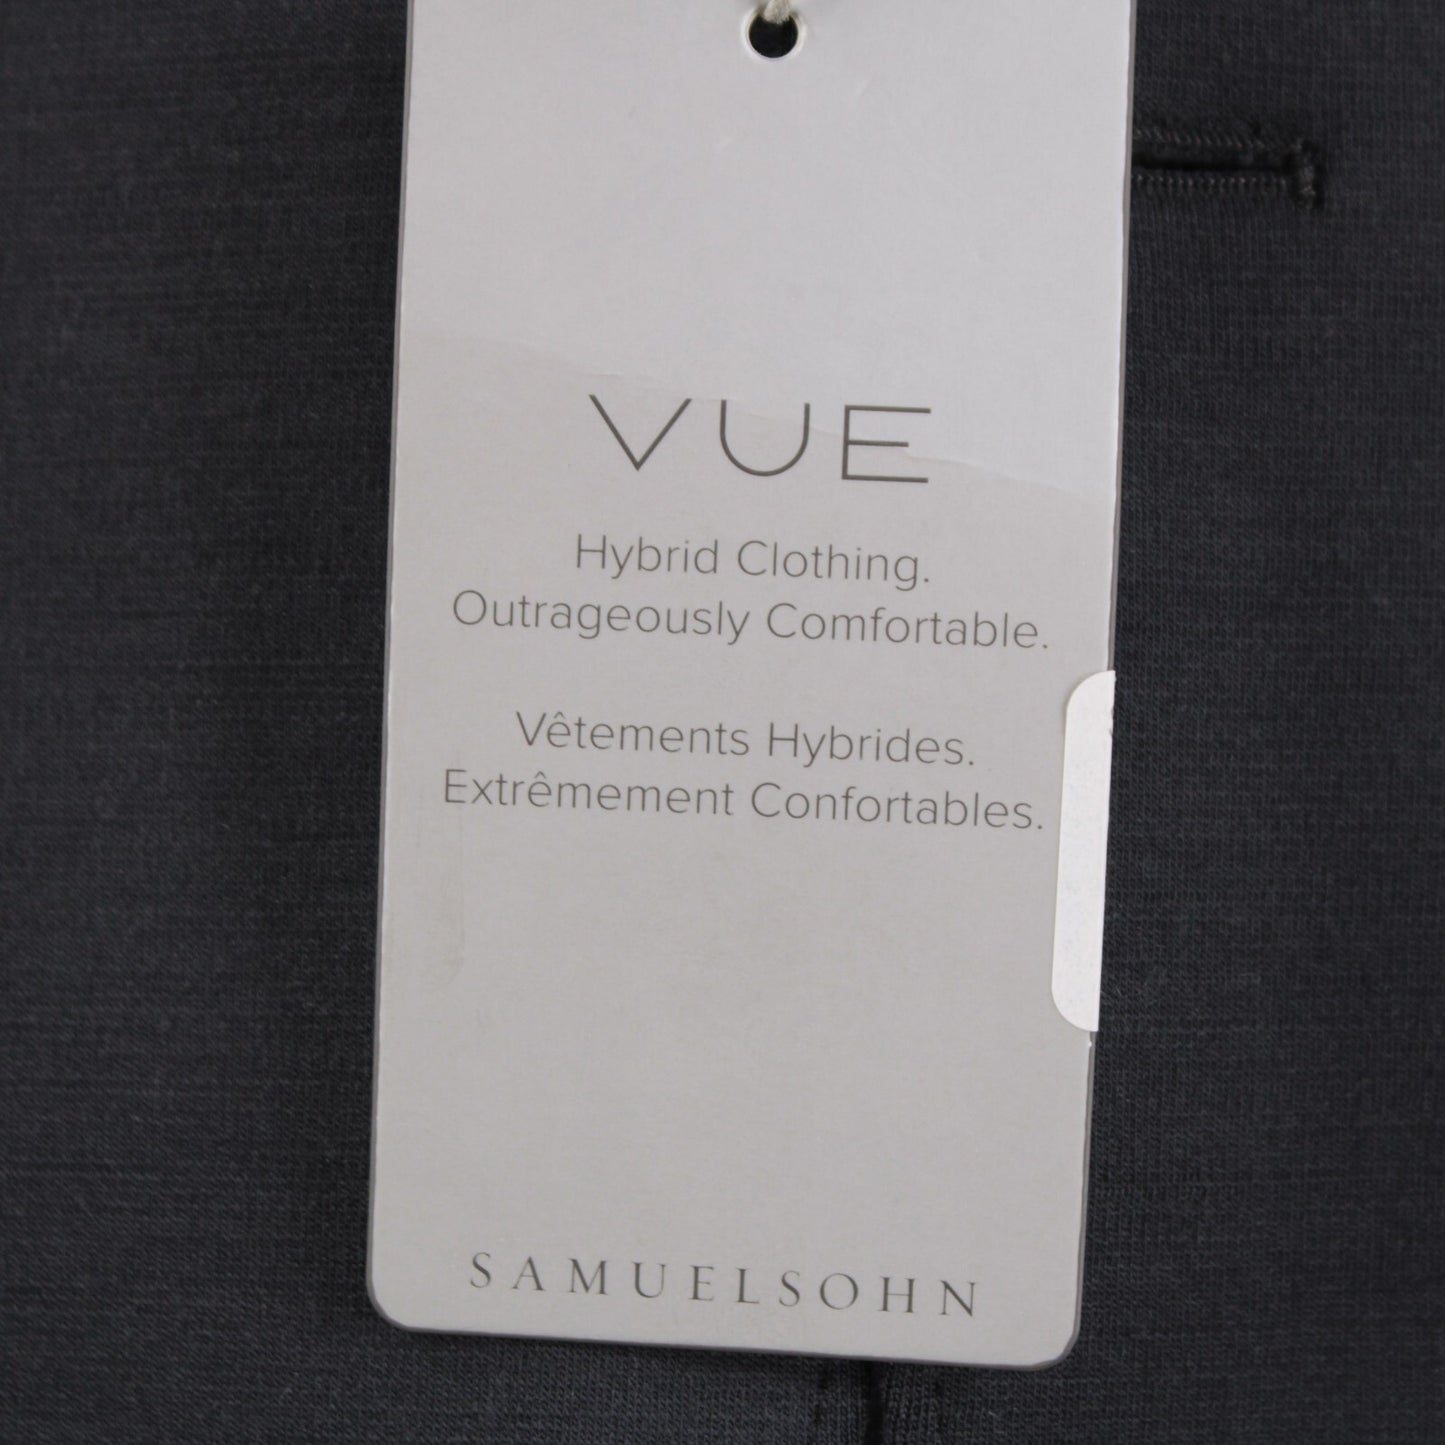 VUE
Hybrid Clothing.
Outrageously Comfortable.
Vêtements Hybrides.
Extrêmement Confortables.
SAMUELSOHN